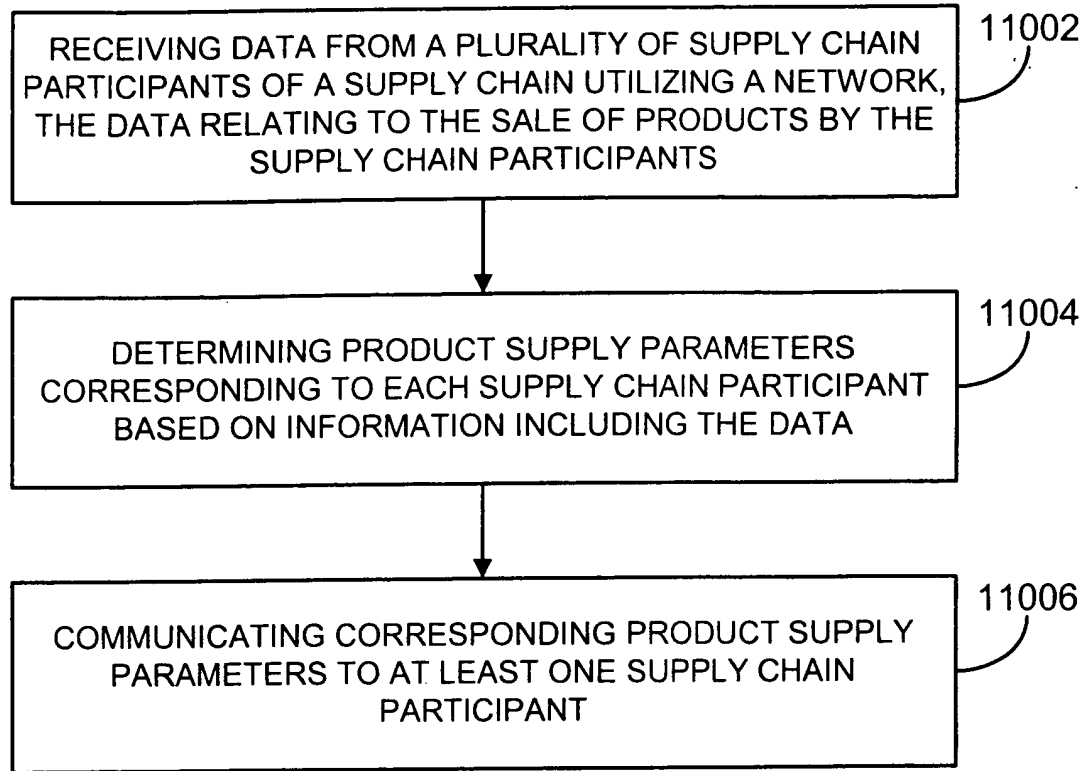 11002
RECEIVING DATA FROM A PLURALITY OF SUPPLY CHAIN
PARTICIPANTS OF A SUPPLY CHAIN UTILIZING A NETWORK,
THE DATA RELATING TO THE SALE OF PRODUCTS BY THE
SUPPLY CHAIN PARTICIPANTS
11004
DETERMINING PRODUCT SUPPLY PARAMETERS
CORRESPONDING TO EACH SUPPLY CHAIN PARTICIPANT
BASED ON INFORMATION INCLUDING THE DATA
11006
COMMUNICATING CORRESPONDING PRODUCT SUPPLY
PARAMETERS TO AT LEAST ONE SUPPLY CHAIN
PARTICIPANT